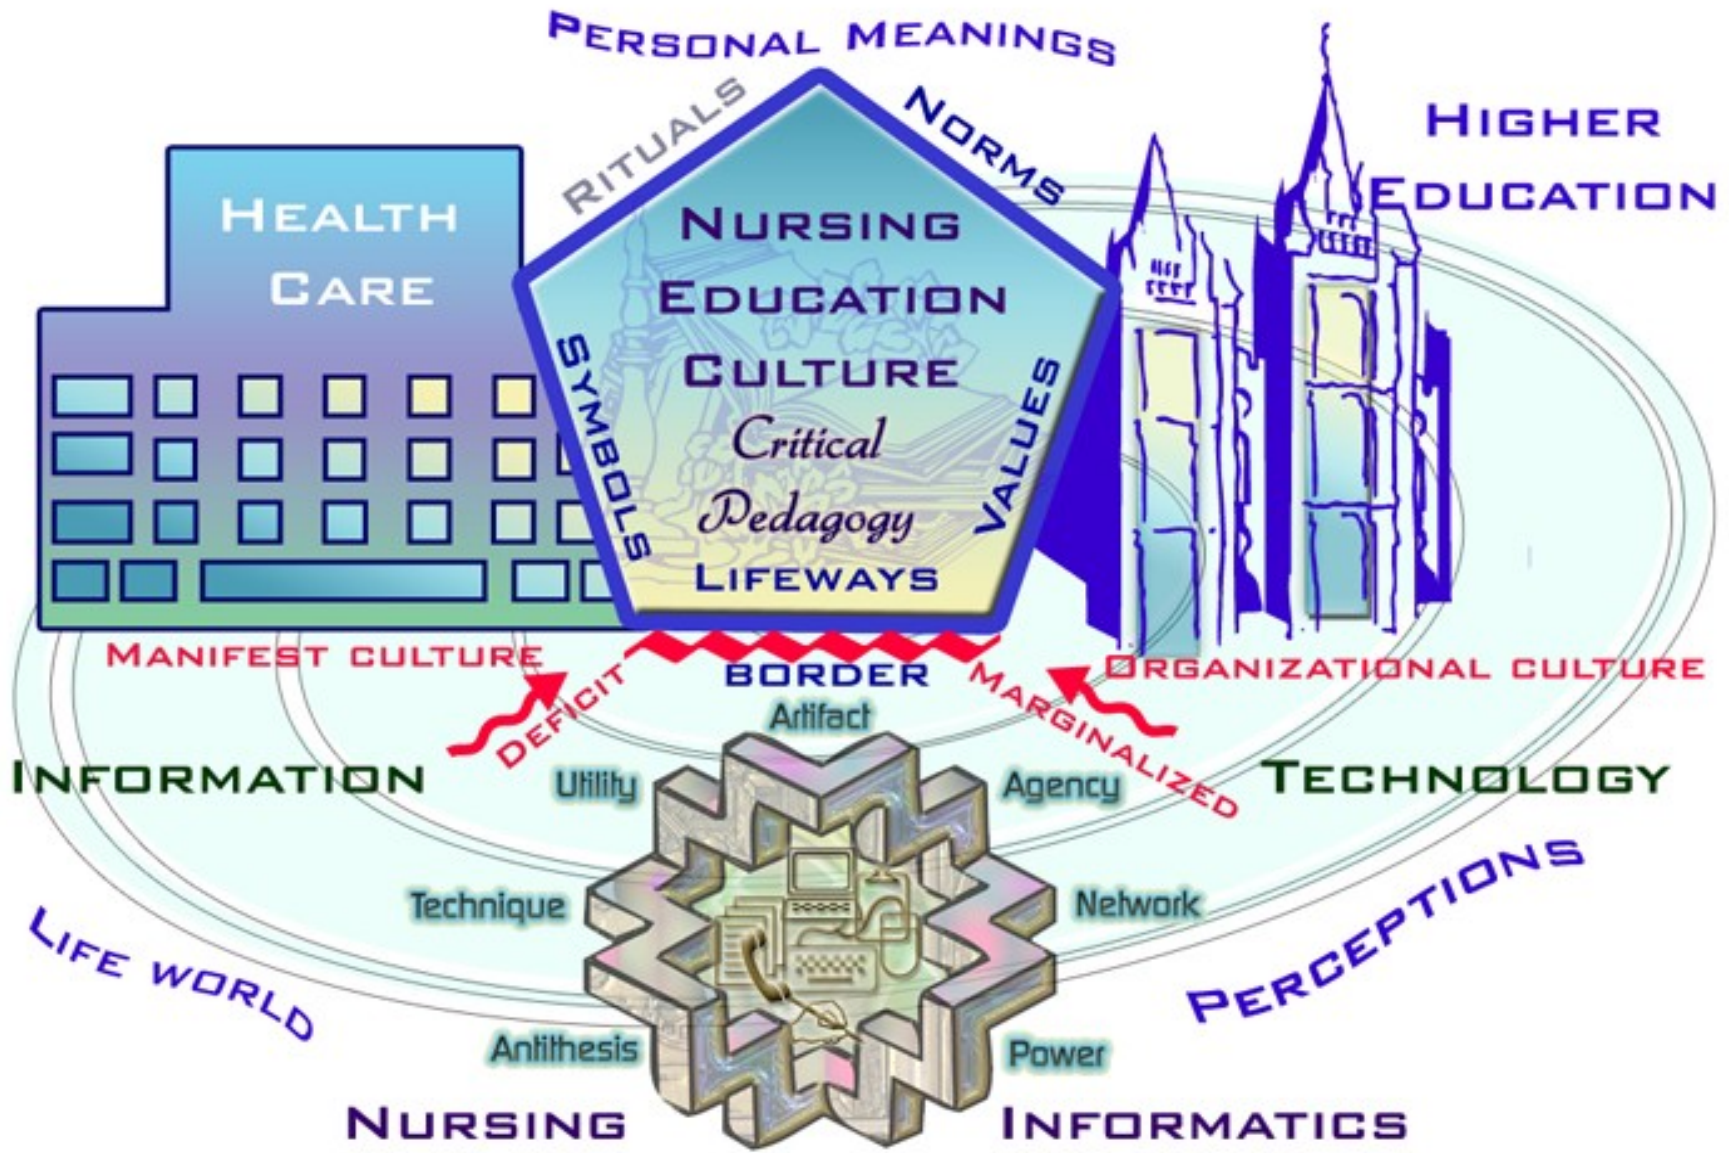 PERSONAL MEANINGS
RITUALS
NORMS
HIGHER
EDUCATION
HEALTH
CARE
NURSING
EDUCATION
CULTURE
Critical
Pedagogy
LIFEWAYS
SYMBOLS
VALUES
MANIFEST CULTURE
BORDER
ORGANIZATIONAL CULTURE
DEFICIT
MARGINALIZED
Artifact
INFORMATION
Utility
Agency
TECHNOLOGY
Technique
Network
LIFE WORLD
PERCEPTIONS
Antithesis
Power
NURSING
INFORMATICS